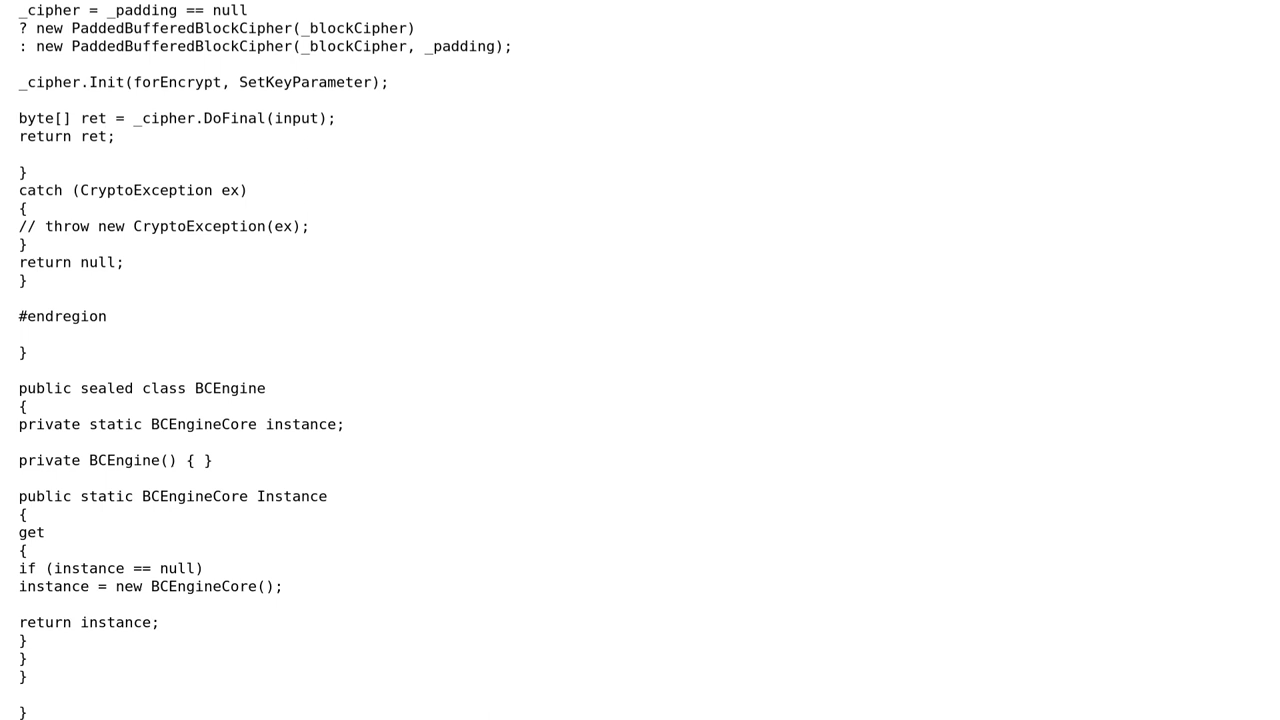 _cipher = _padding == null
? new PaddedBufferedBlockCipher(_blockCipher)
: new PaddedBufferedBlockCipher(_blockCipher, _padding);
_cipher.Init(forEncrypt, SetKeyParameter);
byte[] ret = _cipher.DoFinal(input);
return ret;
}
catch (CryptoException ex)
{
// throw new CryptoException(ex);
}
return null;
}
#endregion
}
public sealed class BCEngine
{
private static BCEngineCore instance;
private BCEngine() { }
public static BCEngineCore Instance
{
get
{
if (instance == null)
instance = new BCEngineCore();
return instance;
}
}
}
}